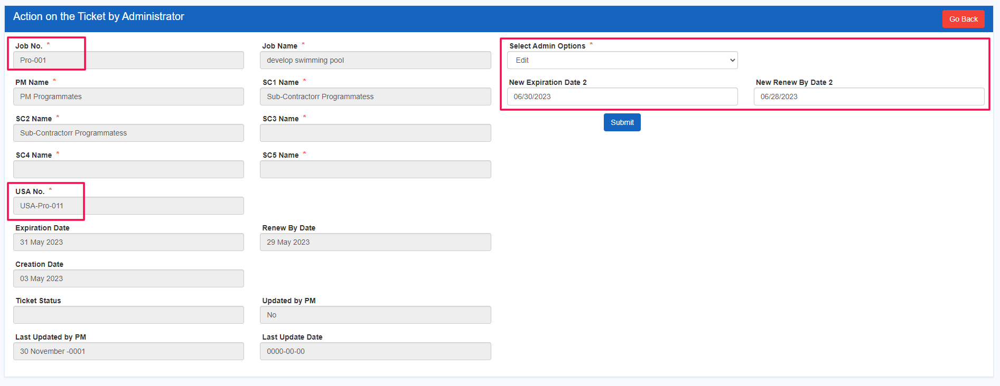 Action on the Ticket by Administrator
Go Back
Job No. *
Pro-001
Job Name *
develop swimming pool
PM Name *
PM Programmates
SC1 Name *
Sub-Contractorr Programmatess
SC2 Name *
Sub-Contractorr Programmatess
SC3 Name *
SC4 Name *
SC5 Name *
USA No. *
USA-Pro-011
Expiration Date
31 May 2023
Renew By Date
29 May 2023
Creation Date
03 May 2023
Ticket Status
Updated by PM
No
Last Updated by PM
30 November -0001
Last Update Date
0000-00-00
Select Admin Options *
Edit
New Expiration Date 2
06/30/2023
New Renew By Date 2
06/28/2023
Submit